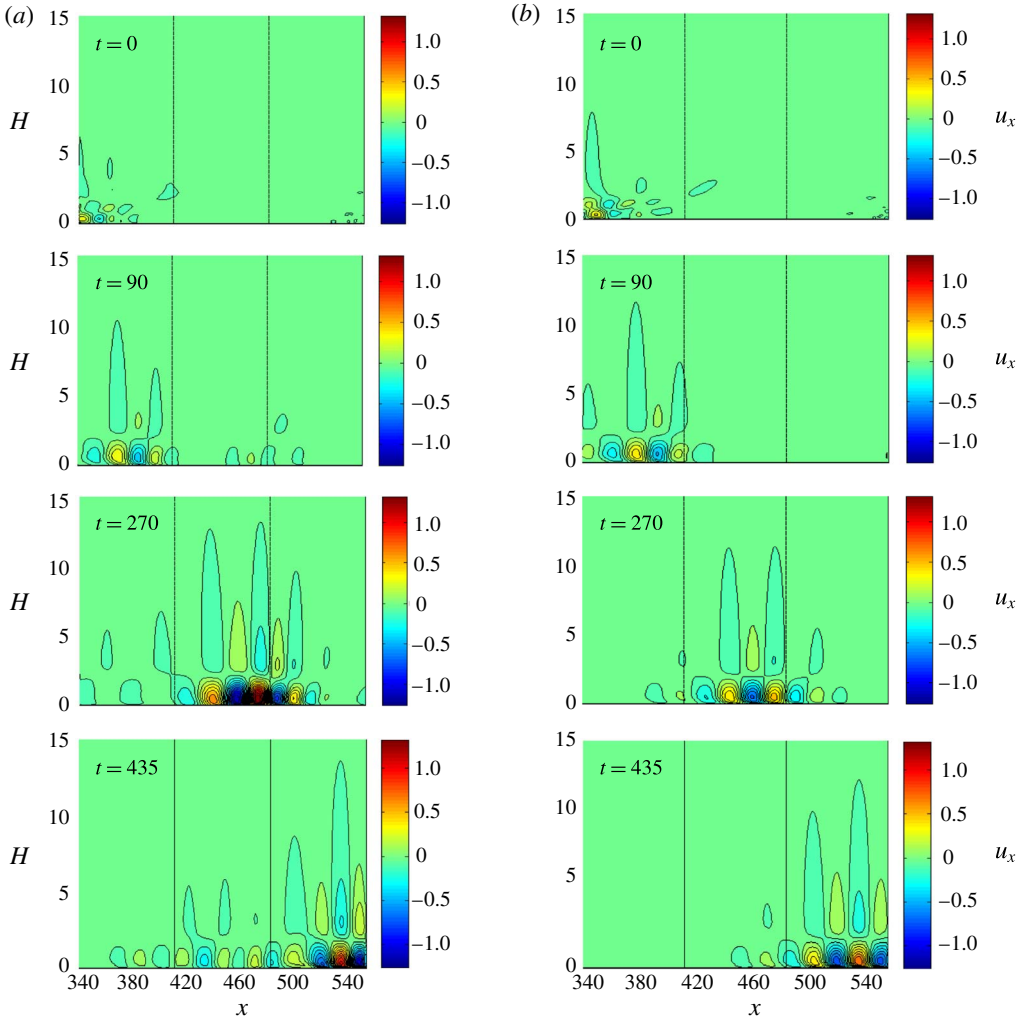 (a) (b)
15 1.0 15 1.0
t = 0 t = 0
10 0.5 10 0.5
H 0 u_x
5 −0.5 5 −0.5
−1.0 −1.0
0 0
15 1.0 15 1.0
t = 90 t = 90
10 0.5 10 0.5
H 0 0 u_x
5 −0.5 5 −0.5
−1.0 −1.0
0 0
15 1.0 15 1.0
t = 270 t = 270
10 0.5 10 0.5
H 0 0 u_x
5 −0.5 5 −0.5
−1.0 −1.0
0 0
15 1.0 15 1.0
t = 435 t = 435
10 0.5 10 0.5
H 0 0 u_x
5 −0.5 5 −0.5
−1.0 −1.0
0 0
340 380 420 460 500 540 340 380 420 460 500 540
x x